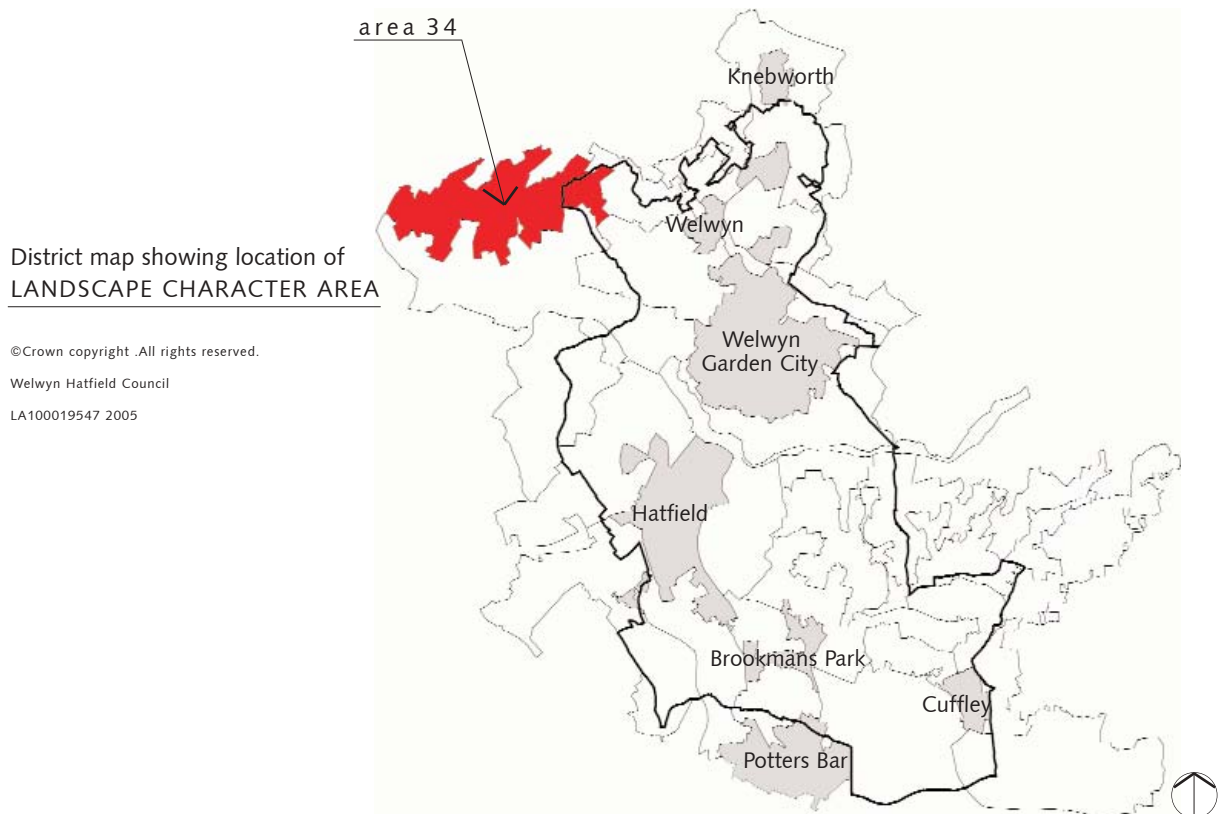 area 34
Knebworth
Welwyn
District map showing location of
LANDSCAPE CHARACTER AREA
©Crown copyright .All rights reserved.
Welwyn Hatfield Council
LA100019547 2005
Welwyn
Garden City
Hatfield
Brookmans Park
Cuffley
Potters Bar